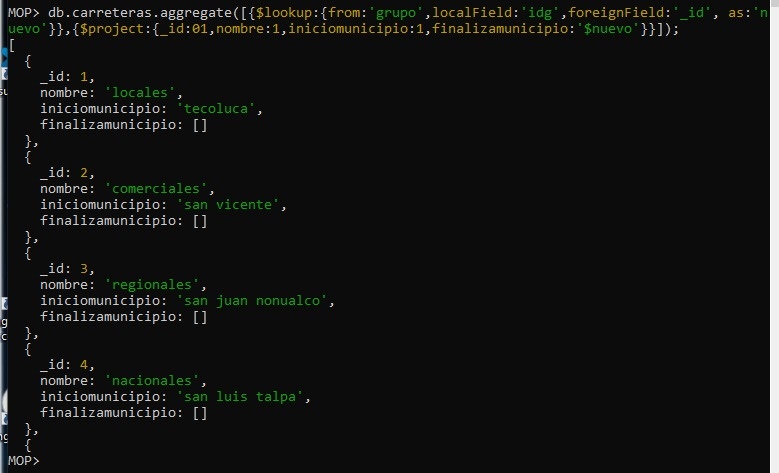 MOP> db.carreteras.aggregate([{$lookup:{from:'grupo',localField:'idg',foreignField:'_id', as:'n
uevo'}},{$project:{_id:01,nombre:1,iniciomunicipio:1,finalizamunicipio:'$nuevo'}}]);
[
  {
    _id: 1,
    nombre: 'locales',
    iniciomunicipio: 'tecoluca',
    finalizamunicipio: []
  },
  {
    _id: 2,
    nombre: 'comerciales',
    iniciomunicipio: 'san vicente',
    finalizamunicipio: []
  },
  {
    _id: 3,
    nombre: 'regionales',
    iniciomunicipio: 'san juan nonualco',
    finalizamunicipio: []
  },
  {
    _id: 4,
    nombre: 'nacionales',
    iniciomunicipio: 'san luis talpa',
    finalizamunicipio: []
  },
  {
MOP>